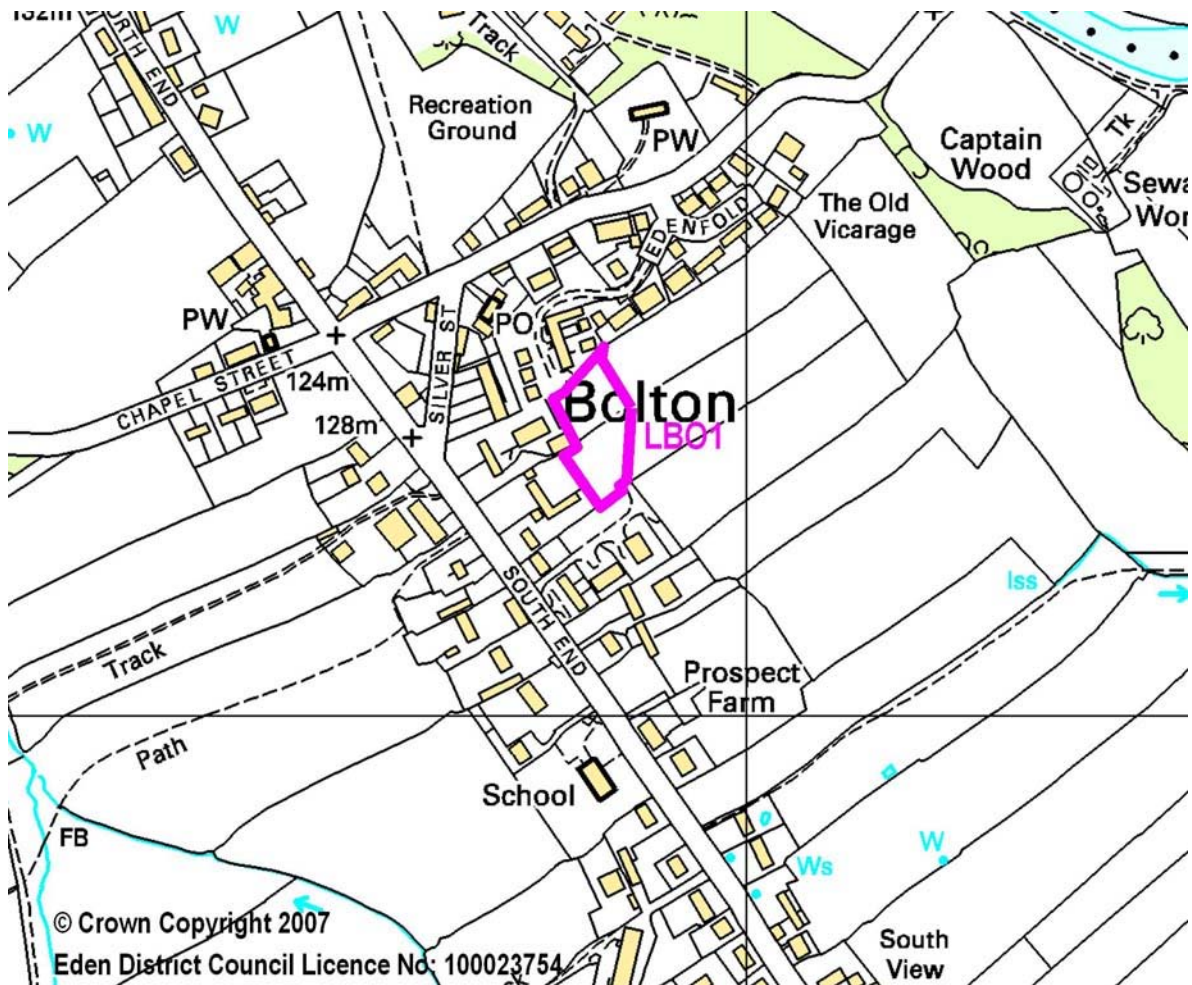 132m
NORTH END
W
W
Track
Recreation
Ground
PW
Captain
Wood
Tk
The Old
Vicarage
EDENFOLD
PW
PO
CHAPEL STREET
SILVER ST
124m
128m
Bolton
LBO1
SOUTH END
Iss
Track
Path
Prospect
Farm
School
FB
W
Ws
South
View
© Crown Copyright 2007
Eden District Council Licence No: 100023754